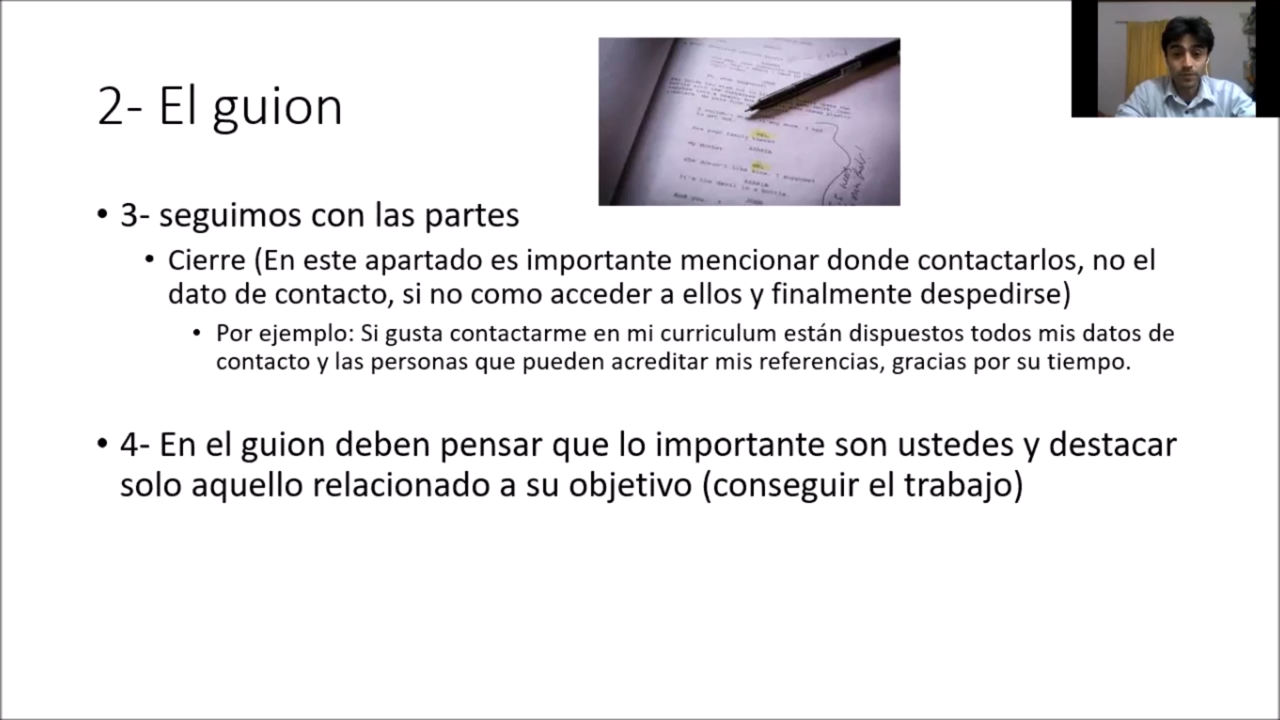 2- El guion
• 3- seguimos con las partes
• Cierre (En este apartado es importante mencionar donde contactarlos, no el
dato de contacto, si no como acceder a ellos y finalmente despedirse)
• Por ejemplo: Si gusta contactarme en mi curriculum están dispuestos todos mis datos de
contacto y las personas que pueden acreditar mis referencias, gracias por su tiempo.
• 4- En el guion deben pensar que lo importante son ustedes y destacar
solo aquello relacionado a su objetivo (conseguir el trabajo)